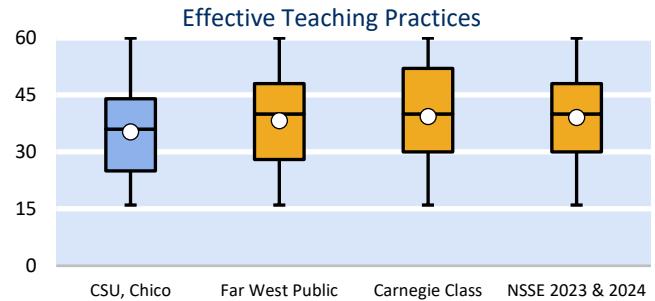 Effective Teaching Practices
60
45
30
15
0
CSU, Chico
Far West Public
Carnegie Class
NSSE 2023 & 2024